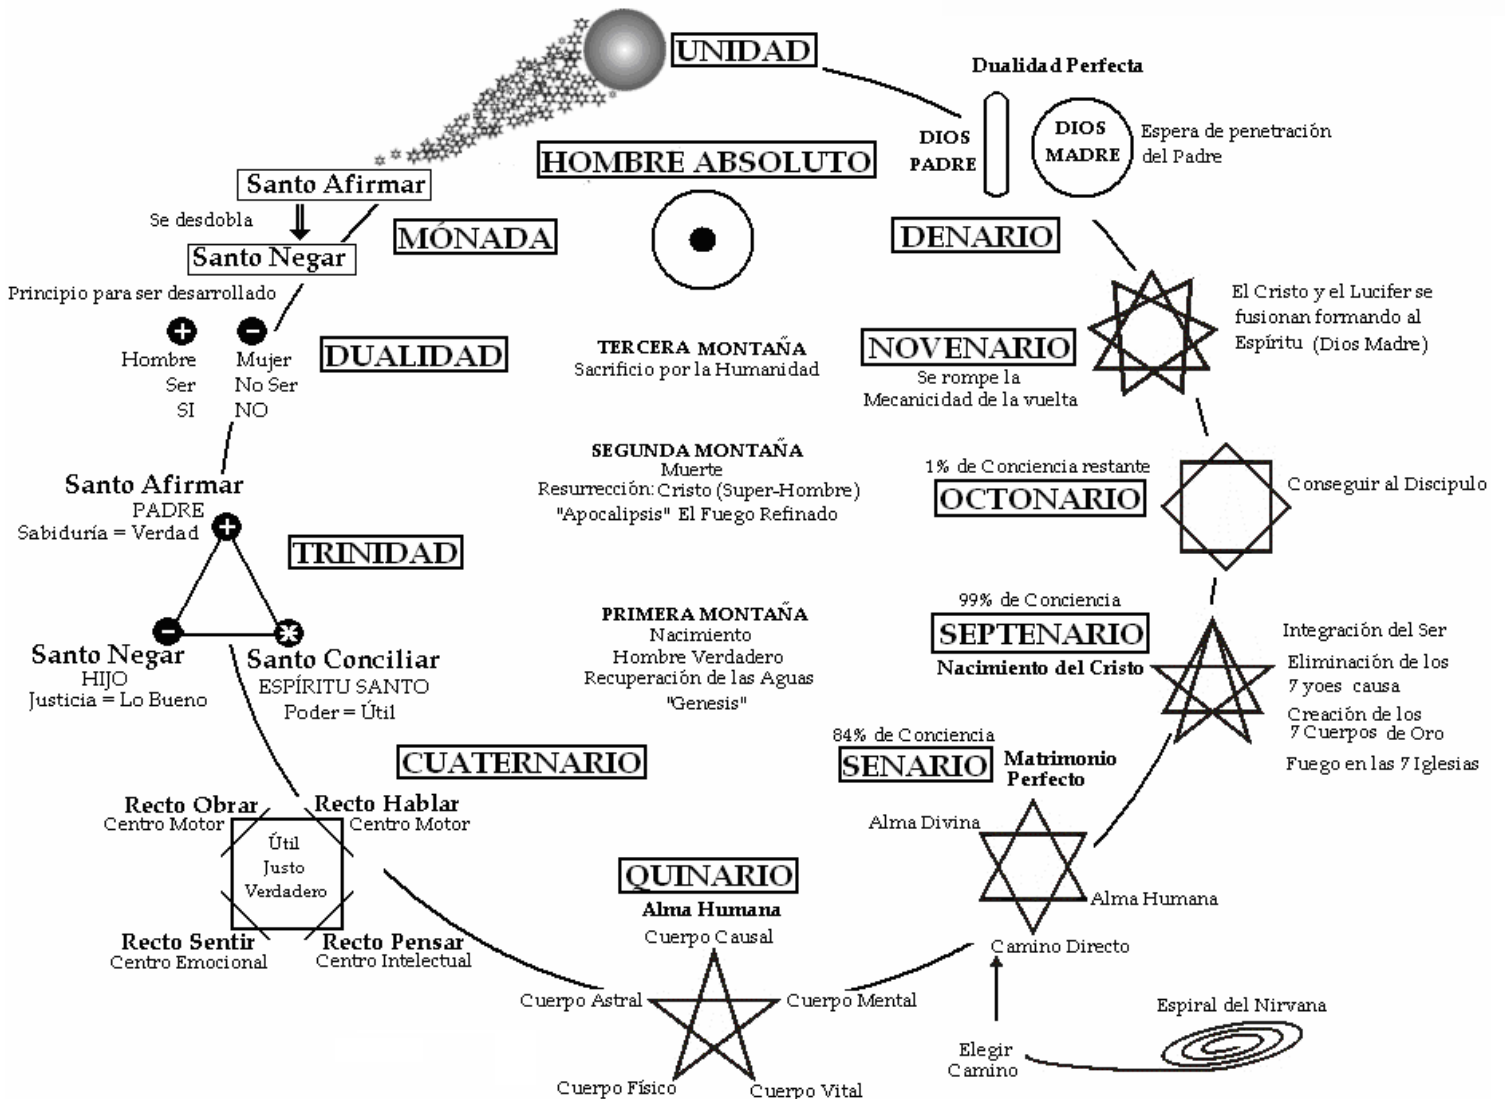 UNIDAD
Dualidad Perfecta
DIOS
PADRE
DIOS
MADRE
Espera de penetración
del Padre
HOMBRE ABSOLUTO
Santo Afirmar
Se desdobla
Santo Negar
MÓNADA
DENARIO
Principio para ser desarrollado
+
-
Hombre
Ser
SI
Mujer
No Ser
NO
DUALIDAD
TERCERA MONTAÑA
Sacrificio por la Humanidad
NOVENARIO
Se rompe la
Mecanicidad de la vuelta
El Cristo y el Lucifer se
fusionan formando al
Espíritu (Dios Madre)
SEGUNDA MONTAÑA
Muerte
Resurrección: Cristo (Super-Hombre)
"Apocalipsis" El Fuego Refinado
1% de Conciencia restante
OCTONARIO
Conseguir al Discipulo
Santo Afirmar
PADRE
Sabiduría = Verdad
+
TRINIDAD
-
*
Santo Negar
HIJO
Justicia = Lo Bueno
Santo Conciliar
ESPÍRITU SANTO
Poder = Útil
PRIMERA MONTAÑA
Nacimiento
Hombre Verdadero
Recuperación de las Aguas
"Genesis"
99% de Conciencia
SEPTENARIO
Nacimiento del Cristo
Integración del Ser
Eliminación de los
7 yoes causa
Creación de los
7 Cuerpos de Oro
Fuego en las 7 Iglesias
CUATERNARIO
84% de Conciencia
SENARIO
Matrimonio
Perfecto
Alma Divina
Alma Humana
Camino Directo
Recto Obrar
Centro Motor
Recto Hablar
Centro Motor
Útil
Justo
Verdadero
Recto Sentir
Centro Emocional
Recto Pensar
Centro Intelectual
QUINARIO
Alma Humana
Cuerpo Causal
Cuerpo Astral
Cuerpo Mental
Cuerpo Físico
Cuerpo Vital
Elegir
Camino
Espiral del Nirvana